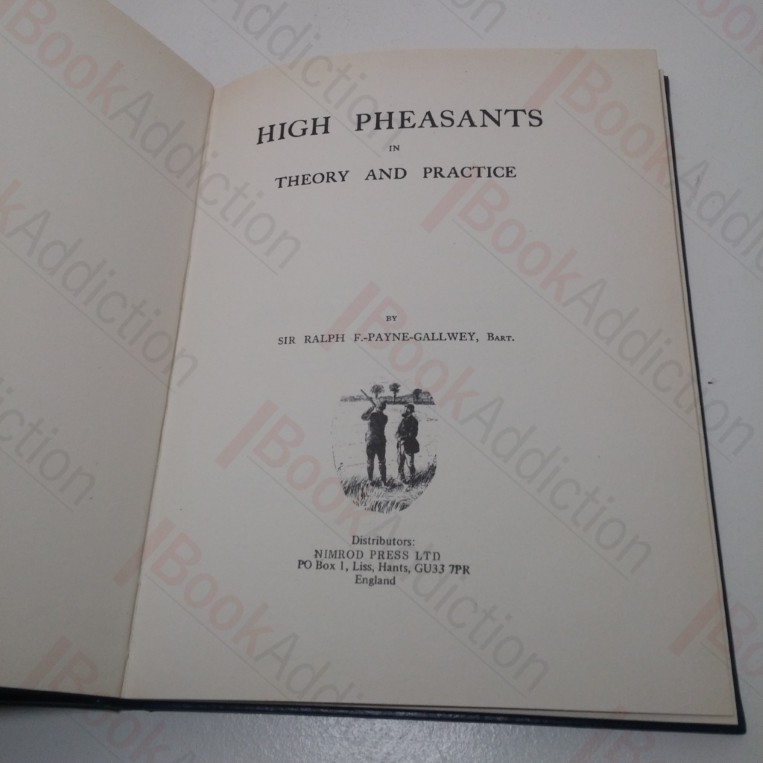 HIGH PHEASANTS
IN
THEORY AND PRACTICE
BY
SIR RALPH F.-PAYNE-GALLWEY, BART.
Distributors:
NIMROD PRESS LTD
PO Box 1, Liss, Hants, GU33 7PR
England
BookAddiction